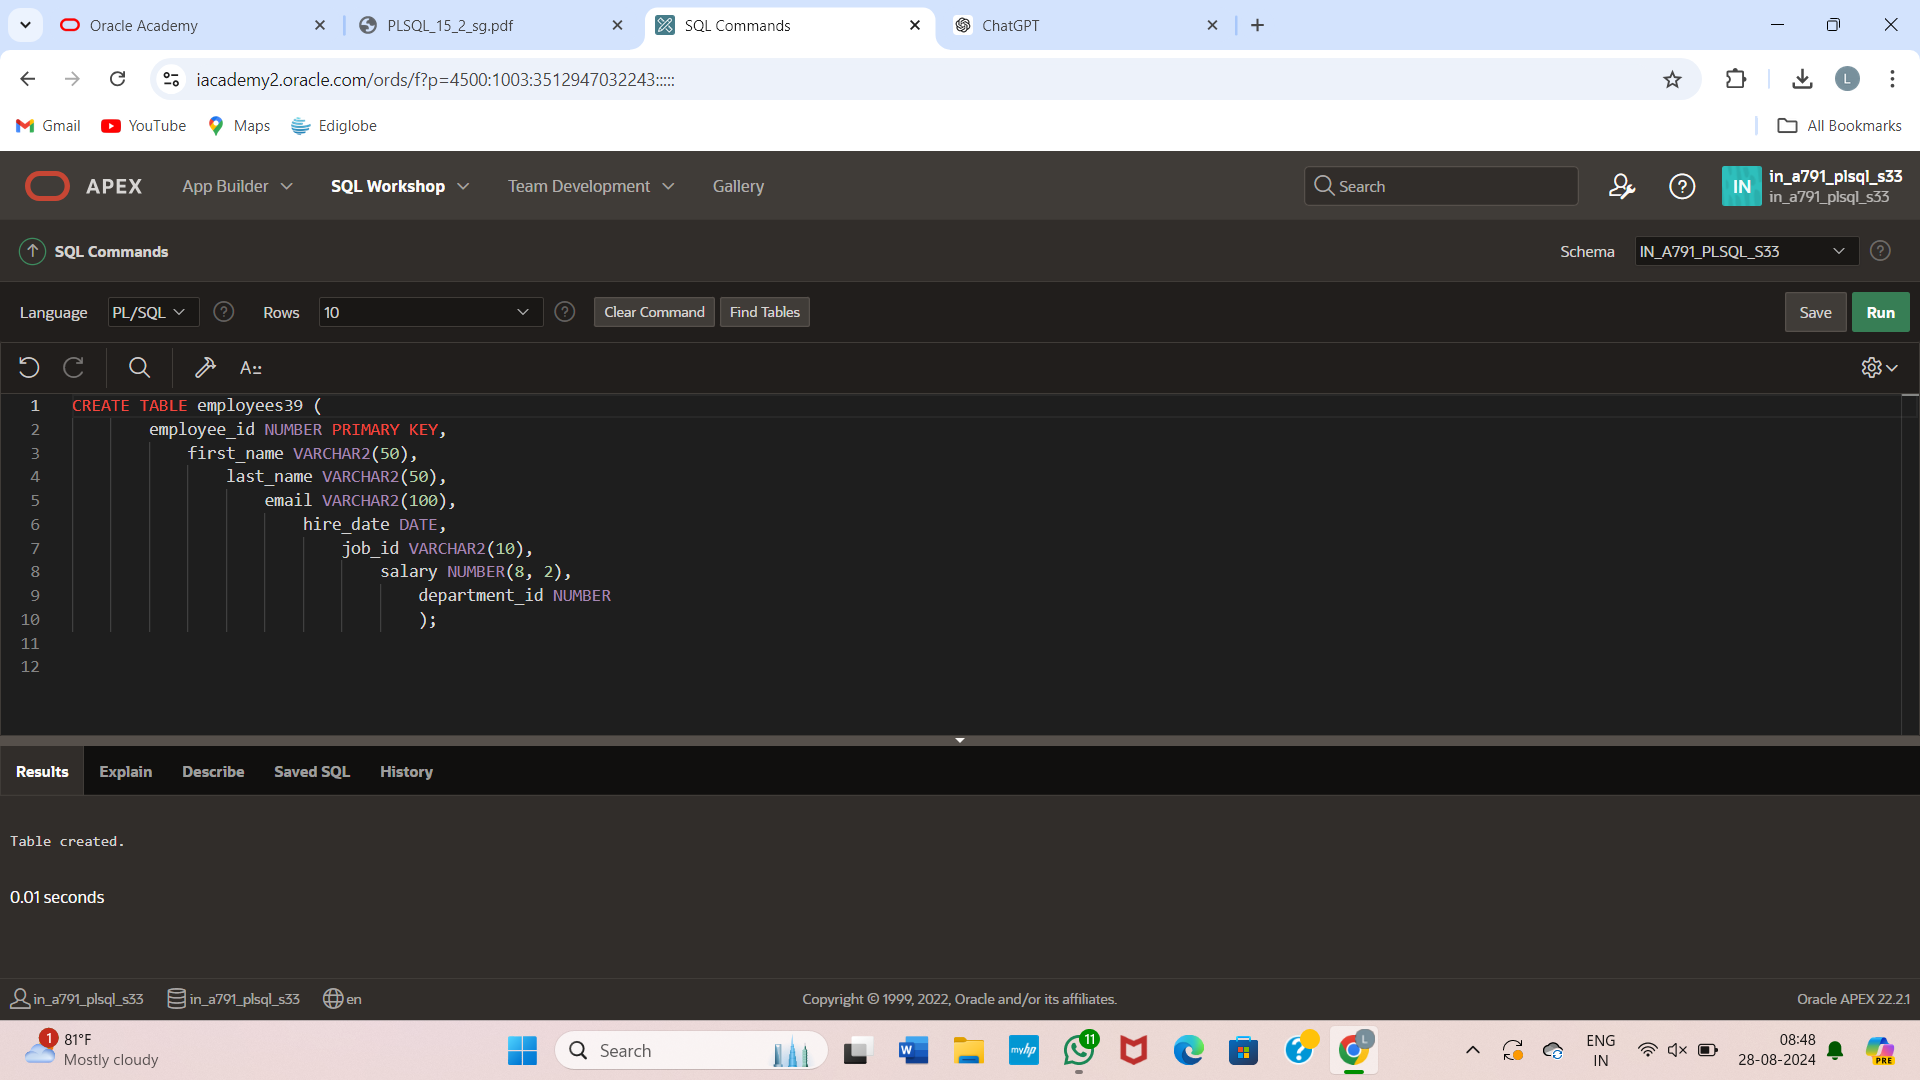 Oracle Academy
PLSQL_15_2_sg.pdf
SQL Commands
ChatGPT
iacademy2.oracle.com/ords/f?p=4500:1003:3512947032243:::::
L
Gmail
YouTube
Maps
Ediglobe
All Bookmarks
APEX
App Builder
SQL Workshop
Team Development
Gallery
Search
IN
in_a791_plsql_s33
in_a791_plsql_s33
SQL Commands
Schema
IN_A791_PLSQL_S33
Language
PL/SQL
Rows
10
Clear Command
Find Tables
Save
Run
A::
1 CREATE TABLE employees39 (
2 employee_id NUMBER PRIMARY KEY,
3 first_name VARCHAR2(50),
4 last_name VARCHAR2(50),
5 email VARCHAR2(100),
6 hire_date DATE,
7 job_id VARCHAR2(10),
8 salary NUMBER(8, 2),
9 department_id NUMBER
10 );
11
12
Results
Explain
Describe
Saved SQL
History
Table created.
0.01 seconds
in_a791_plsql_s33
in_a791_plsql_s33
en
Copyright © 1999, 2022, Oracle and/or its affiliates.
Oracle APEX 22.2.1
1
81°F
Mostly cloudy
Search
W
myhp
11
L
ENG
IN
08:48
28-08-2024
PRE